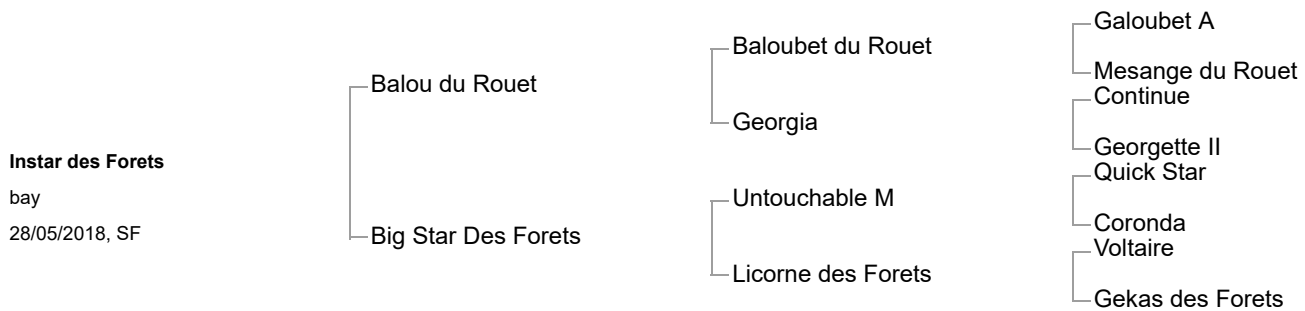 Instar des Forets
bay
28/05/2018, SF
Balou du Rouet
Big Star Des Forets
Baloubet du Rouet
Georgia
Untouchable M
Licorne des Forets
Galoubet A
Mesange du Rouet
Continue
Georgette II
Quick Star
Coronda
Voltaire
Gekas des Forets